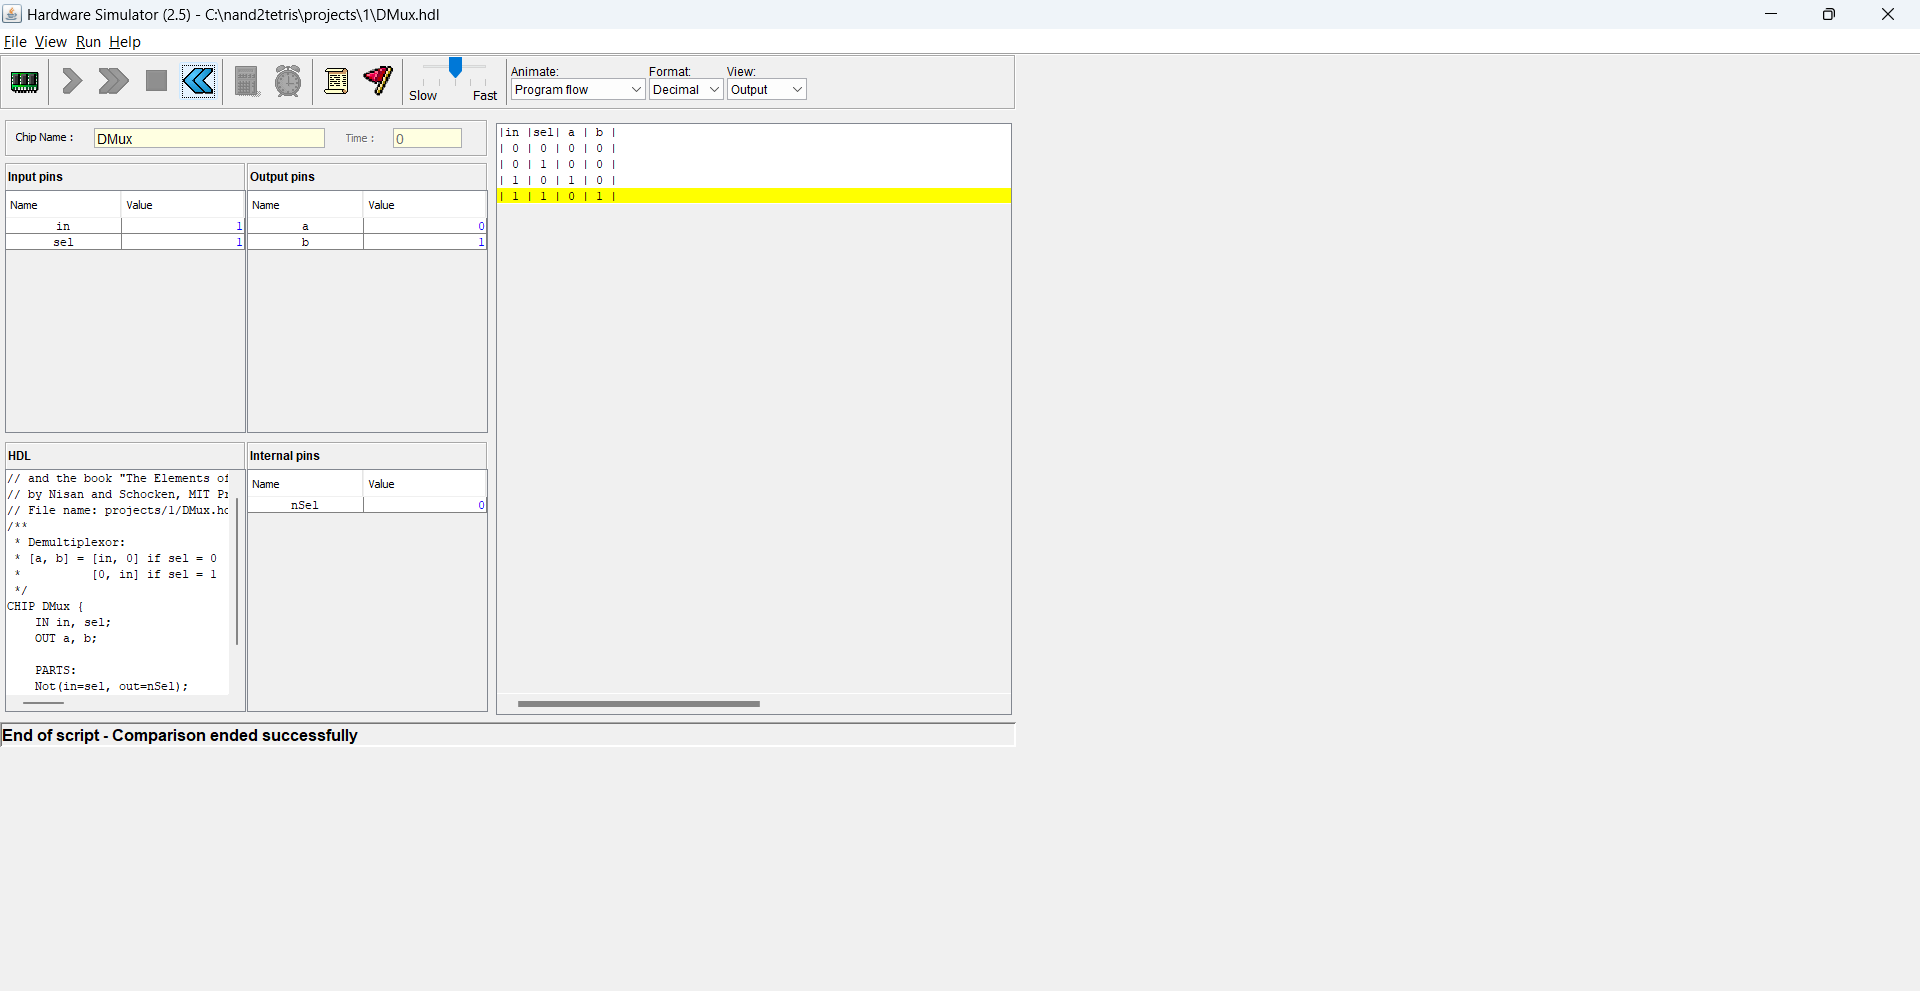 Hardware Simulator (2.5) - C:\nand2tetris\projects\1\DMux.hdl
File View Run Help
Slow Fast
Animate: Format: View:
Program flow Decimal Output
Chip Name : DMux Time : 0
Input pins
Name Value
in 1
sel 1
Output pins
Name Value
a 0
b 1
|in |sel| a | b |
| 0 | 0 | 0 | 0 |
| 0 | 1 | 0 | 0 |
| 1 | 0 | 1 | 0 |
| 1 | 1 | 0 | 1 |
HDL
// and the book "The Elements of
// by Nisan and Schocken, MIT Pr
// File name: projects/1/DMux.hd
/**
* Demultiplexor:
* [a, b] = [in, 0] if sel = 0
* [0, in] if sel = 1
*/
CHIP DMux {
IN in, sel;
OUT a, b;
PARTS:
Not(in=sel, out=nSel);
Internal pins
Name Value
nSel 0
End of script - Comparison ended successfully